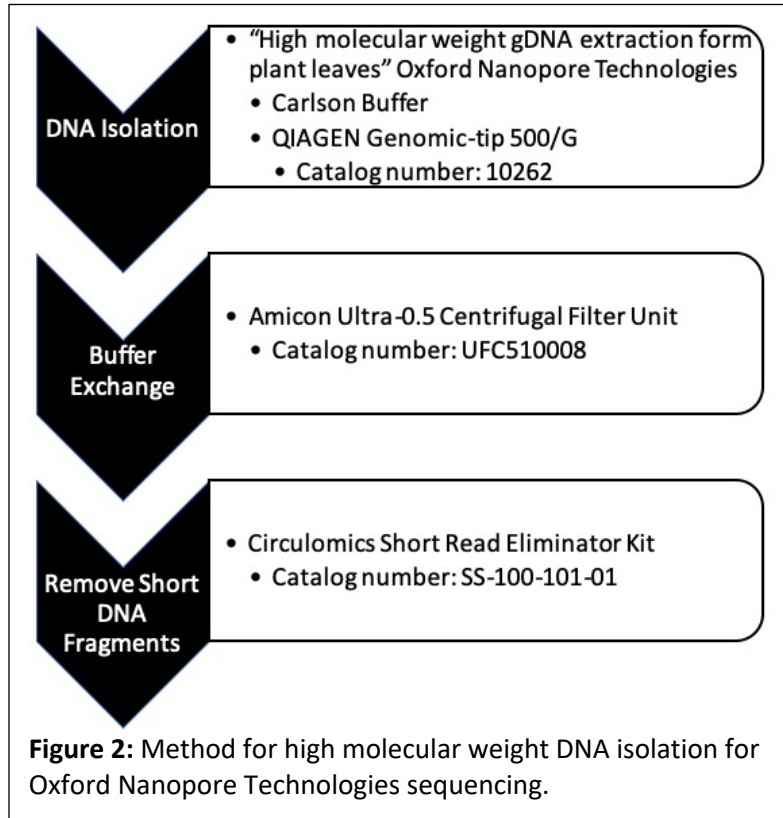 DNA Isolation
• “High molecular weight gDNA extraction form
plant leaves” Oxford Nanopore Technologies
• Carlson Buffer
• QIAGEN Genomic-tip 500/G
• Catalog number: 10262
Buffer
Exchange
• Amicon Ultra-0.5 Centrifugal Filter Unit
• Catalog number: UFC510008
Remove Short
DNA
Fragments
• Circulomics Short Read Eliminator Kit
• Catalog number: SS-100-101-01
Figure 2: Method for high molecular weight DNA isolation for
Oxford Nanopore Technologies sequencing.